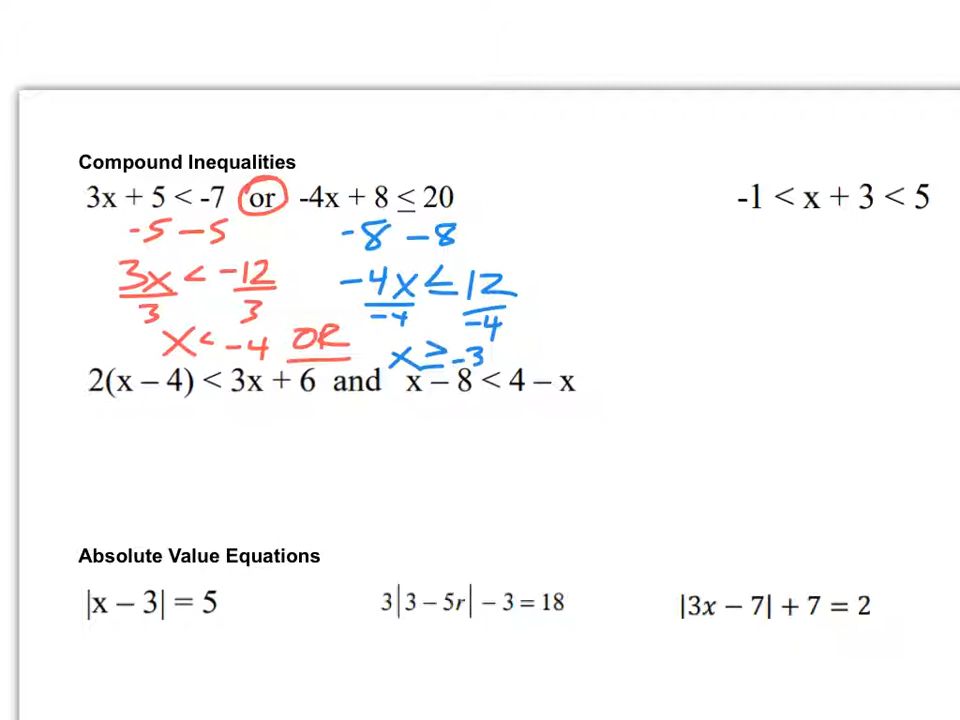 Compound Inequalities
3x + 5 < -7 or -4x + 8 ≤ 20
-5 -5
-8 -8
3x < -12
3 3
-4x ≤ 12
-4 -4
x < -4 OR x ≥ -3
-1 < x + 3 < 5
2(x – 4) < 3x + 6 and x – 8 < 4 – x
Absolute Value Equations
|x – 3| = 5
3|3 – 5r| – 3 = 18
|3x − 7| + 7 = 2